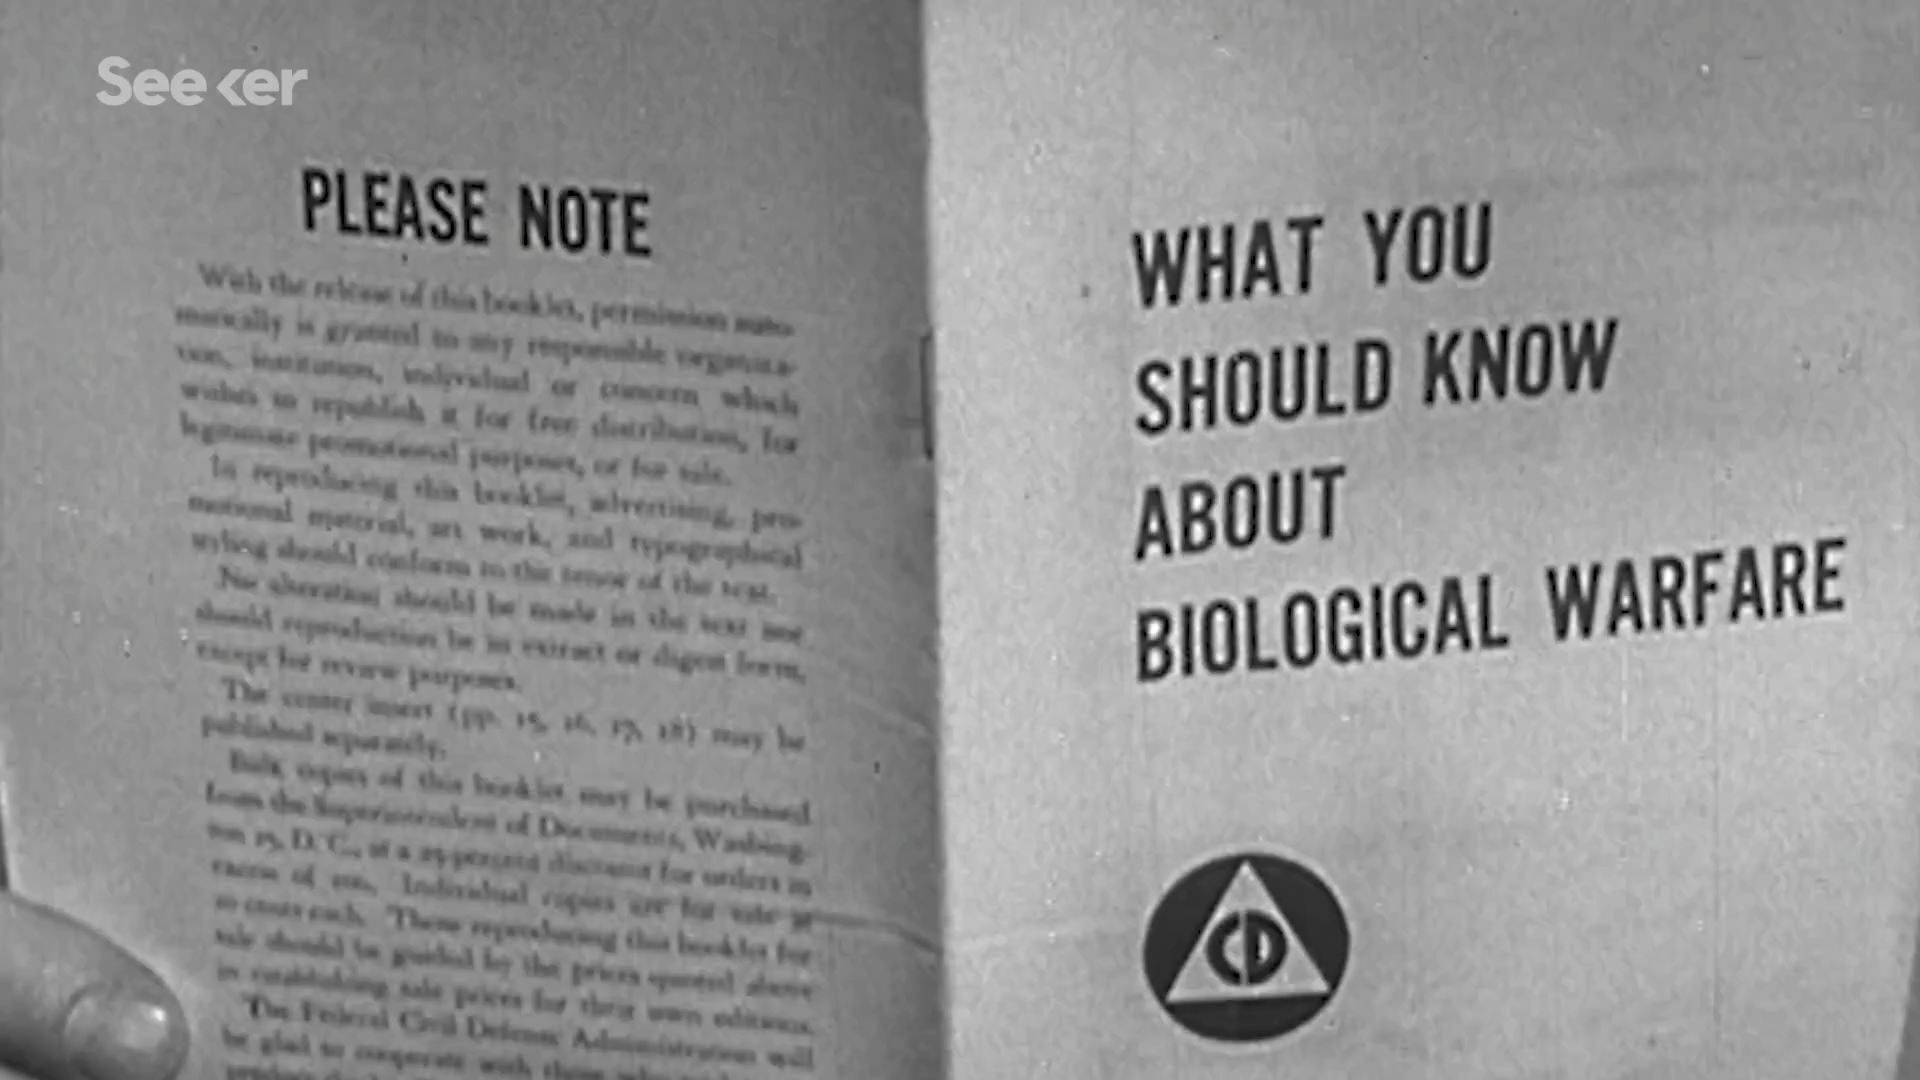 Seeker
PLEASE NOTE
With the release of this booklet, permission auto-
matically is granted to any responsible organiza-
tion, institution, individual or concern which
wishes to republish it for free distribution, for
legitimate promotional purposes, or for sale.
In reproducing this booklet, advertising, pro-
motional material, art work, and typographical
styling should conform to the tenor of the text.
No alteration should be made in the text nor
should reproduction be in extract or digest form,
except for review purposes.
The center insert (pp. 15, 16, 17, 18) may be
published separately.
Bulk copies of this booklet may be purchased
from the Superintendent of Documents, Washing-
ton 25, D. C., at a 25-percent discount for orders in
excess of 100. Individual copies are for sale at
10 cents each. Those reproducing this booklet for
sale should be guided by the prices quoted above
in establishing sale prices for their own editions.
The Federal Civil Defense Administration will
be glad to cooperate with those who
WHAT YOU
SHOULD KNOW
ABOUT
BIOLOGICAL WARFARE
CD